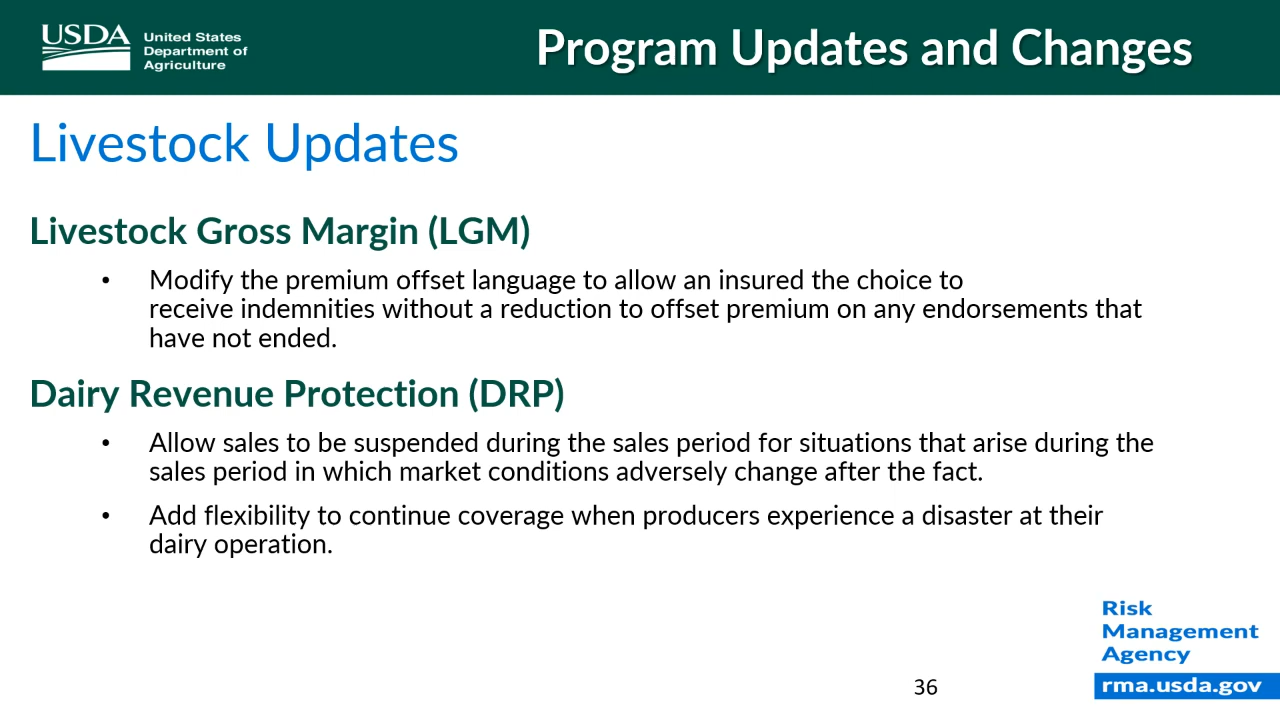 USDA
United States
Department of
Agriculture
Program Updates and Changes
Livestock Updates
Livestock Gross Margin (LGM)
• Modify the premium offset language to allow an insured the choice to
receive indemnities without a reduction to offset premium on any endorsements that
have not ended.
Dairy Revenue Protection (DRP)
• Allow sales to be suspended during the sales period for situations that arise during the
sales period in which market conditions adversely change after the fact.
• Add flexibility to continue coverage when producers experience a disaster at their
dairy operation.
Risk
Management
Agency
rma.usda.gov
36